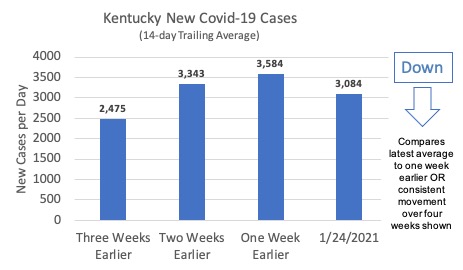 Kentucky New Covid-19 Cases
(14-day Trailing Average)
New Cases per Day
4000
3500
3000
2500
2000
1500
1000
500
0
2,475
3,343
3,584
3,084
Three Weeks
Earlier
Two Weeks
Earlier
One Week
Earlier
1/24/2021
Down
Compares
latest average
to one week
earlier OR
consistent
movement
over four
weeks shown